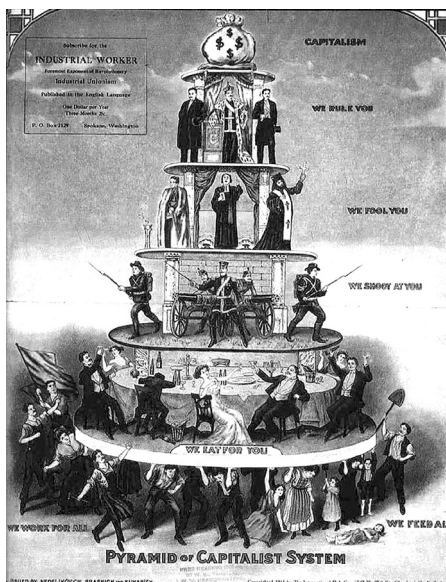 Subscribe for the
INDUSTRIAL WORKER
Foremost Exponent of Revolutionary
Industrial Unionism
Published in the English Language
One Dollar per Year
Three Months 25
P. O. Box 2129 Spokane, Washington
CAPITALISM
WE RULE YOU
WE FOOL YOU
WE SHOOT AT YOU
WE EAT FOR YOU
WE WORK FOR ALL
WE FEED AL
PYRAMID OF CAPITALIST SYSTEM